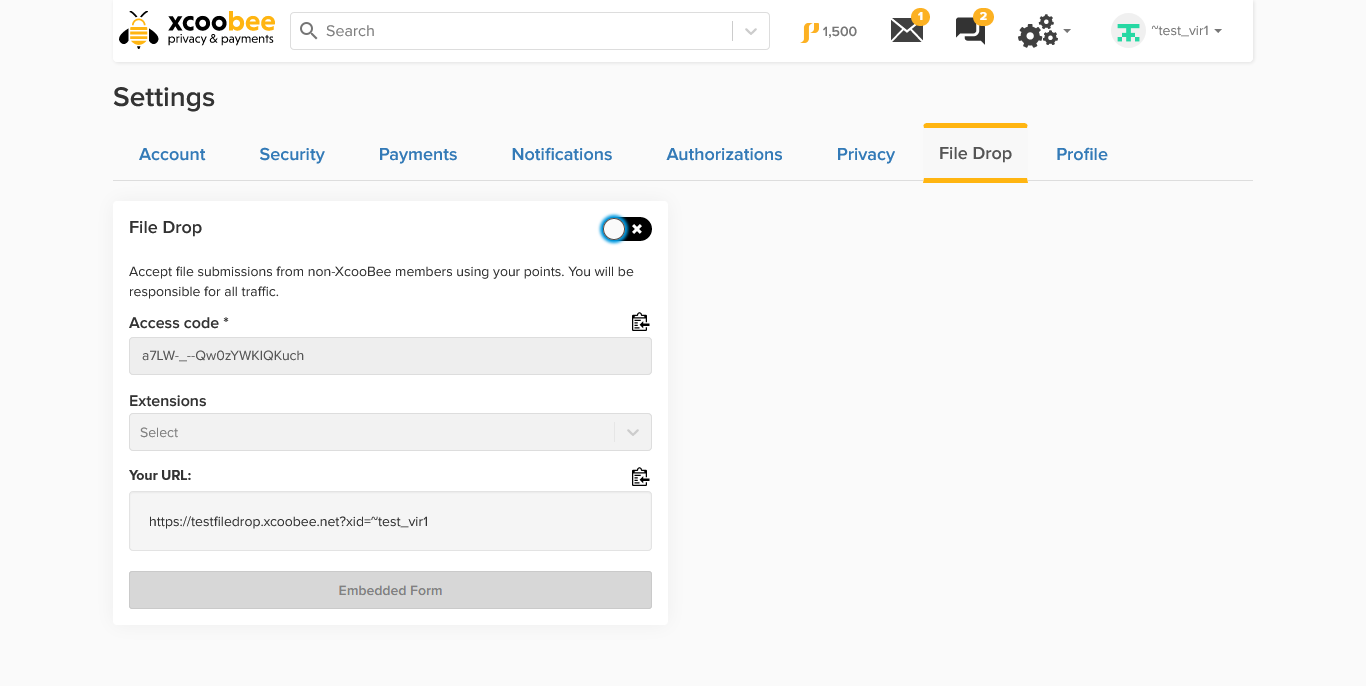 xcoobee
privacy & payments
Search
1,500
1
2
~test_vir1
Settings
Account
Security
Payments
Notifications
Authorizations
Privacy
File Drop
Profile
File Drop
Accept file submissions from non-XcooBee members using your points. You will be
responsible for all traffic.
Access code *
a7LW-_--Qw0zYWKIQKuch
Extensions
Select
Your URL:
https://testfiledrop.xcoobee.net?xid=~test_vir1
Embedded Form